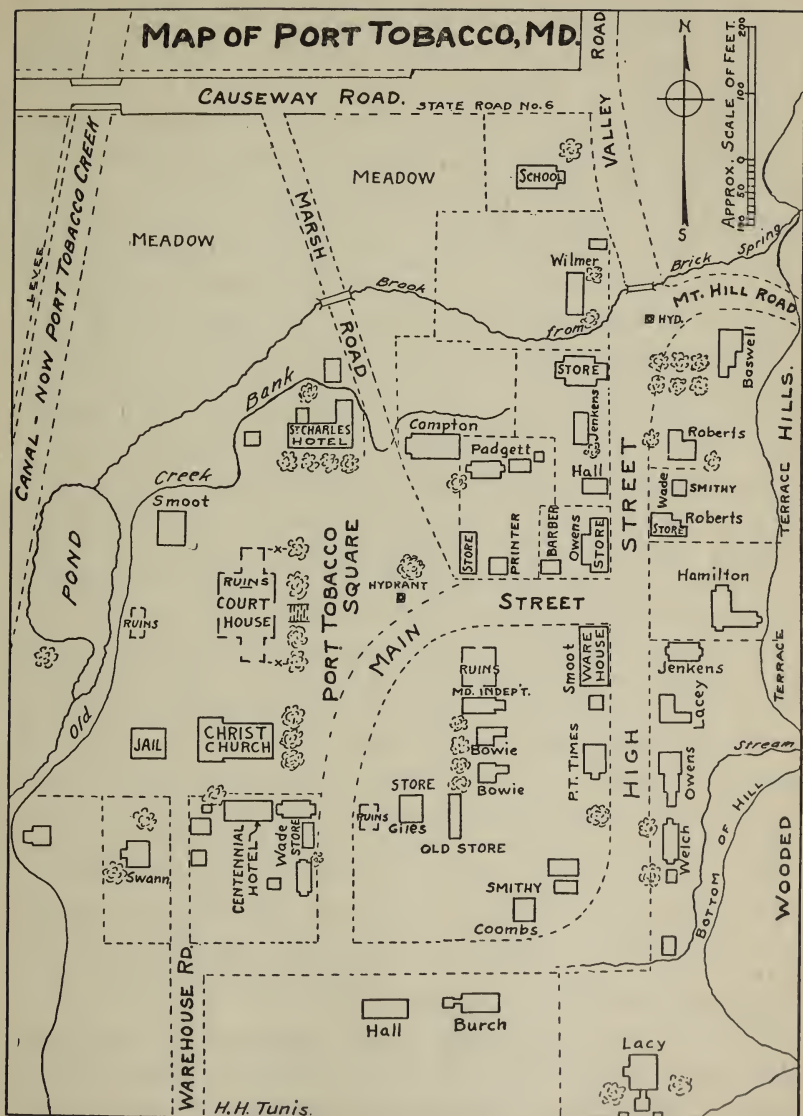 MAP OF PORT TOBACCO, MD.
N
S
APPROX. SCALE OF FEET.
200
100
0
50
100
CAUSEWAY ROAD.
STATE ROAD No. 6
VALLEY ROAD
MEADOW
MEADOW
SCHOOL
MARSH ROAD
LEVEE
CANAL - NOW PORT TOBACCO CREEK
Wilmer
Brook from Brick Spring
MT. HILL ROAD
HYD.
Baswell
STORE
Jenkens
Hall
Bank
ST CHARLES
HOTEL
Compton
Padgett
Roberts
Wade
SMITHY
Roberts
STORE
TERRACE HILLS.
Creek
Smoot
POND
RUINS
X
RUINS
COURT
HOUSE
X
PORT TOBACCO
SQUARE
HYDRANT
STORE
PRINTER
BARBER
Owens
STORE
STREET
MAIN
STREET
HIGH
Hamilton
TERRACE
Jenkens
Lacey
Owens
Stream
Welch
BOTTOM OF HILL
WOODED
Old
JAIL
CHRIST
CHURCH
RUINS
MD. INDEP'T.
Bowie
Bowie
Smoot
WARE
HOUSE
P.T. TIMES
STORE
Giles
RUINS
OLD STORE
CENTENNIAL
HOTEL
Wade
STORE
Swann
SMITHY
Coombs
WAREHOUSE RD.
Hall
Burch
Lacy
H.H. Tunis.